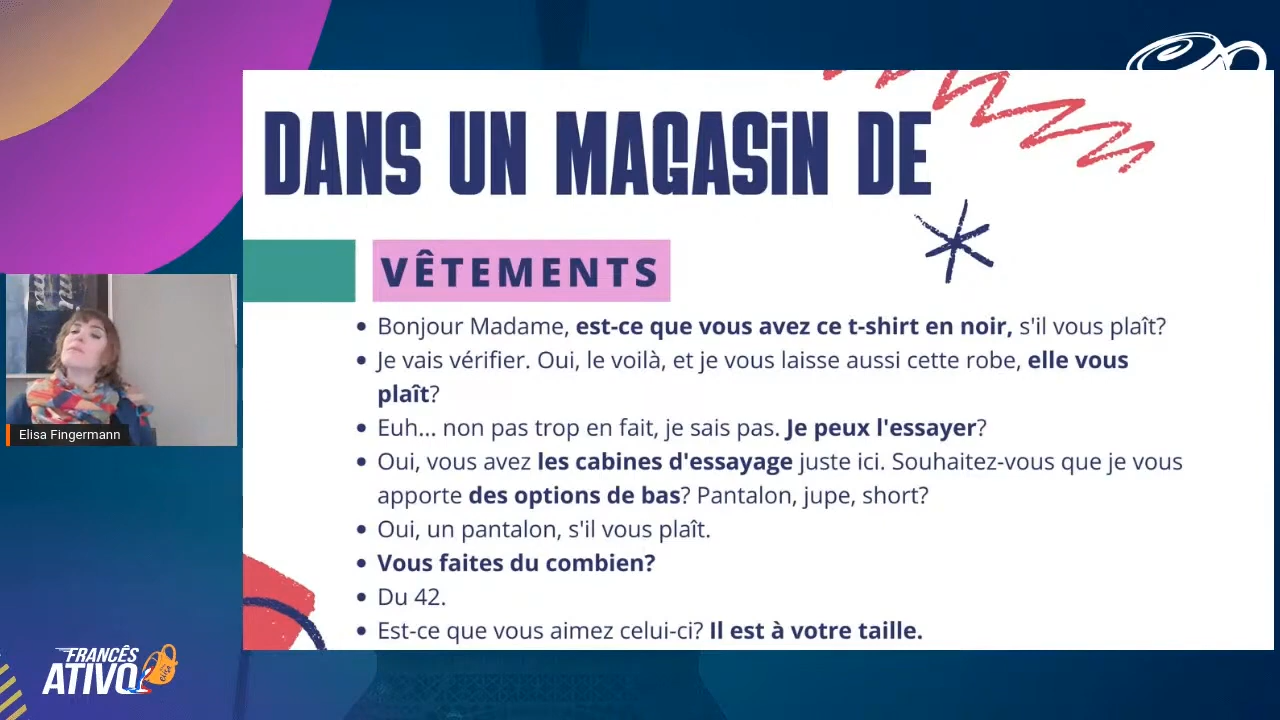 DANS UN MAGASIN DE
VÊTEMENTS
• Bonjour Madame, est-ce que vous avez ce t-shirt en noir, s'il vous plaît?
• Je vais vérifier. Oui, le voilà, et je vous laisse aussi cette robe, elle vous
plaît?
• Euh... non pas trop en fait, je sais pas. Je peux l'essayer?
• Oui, vous avez les cabines d'essayage juste ici. Souhaitez-vous que je vous
apporte des options de bas? Pantalon, jupe, short?
• Oui, un pantalon, s'il vous plaît.
• Vous faites du combien?
• Du 42.
• Est-ce que vous aimez celui-ci? Il est à votre taille.
Elisa Fingermann
FRANCÊS
ATIVO